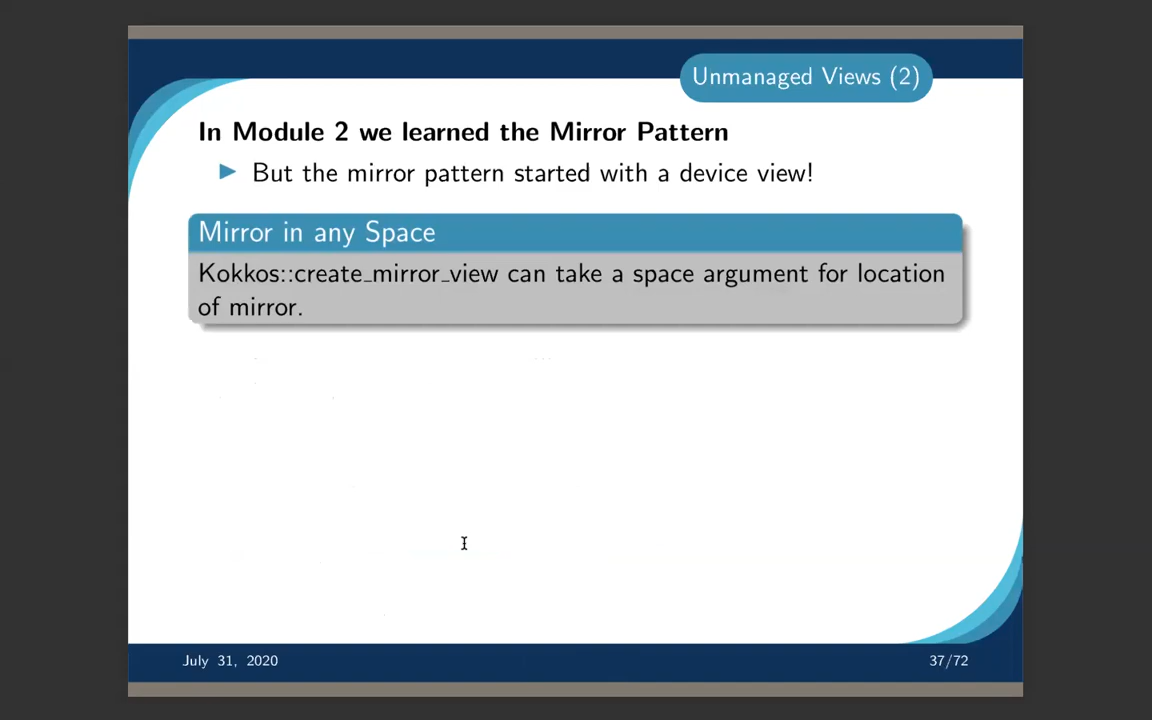 Unmanaged Views (2)
In Module 2 we learned the Mirror Pattern
But the mirror pattern started with a device view!
Mirror in any Space
Kokkos::create_mirror_view can take a space argument for location
of mirror.
July 31, 2020
37/72